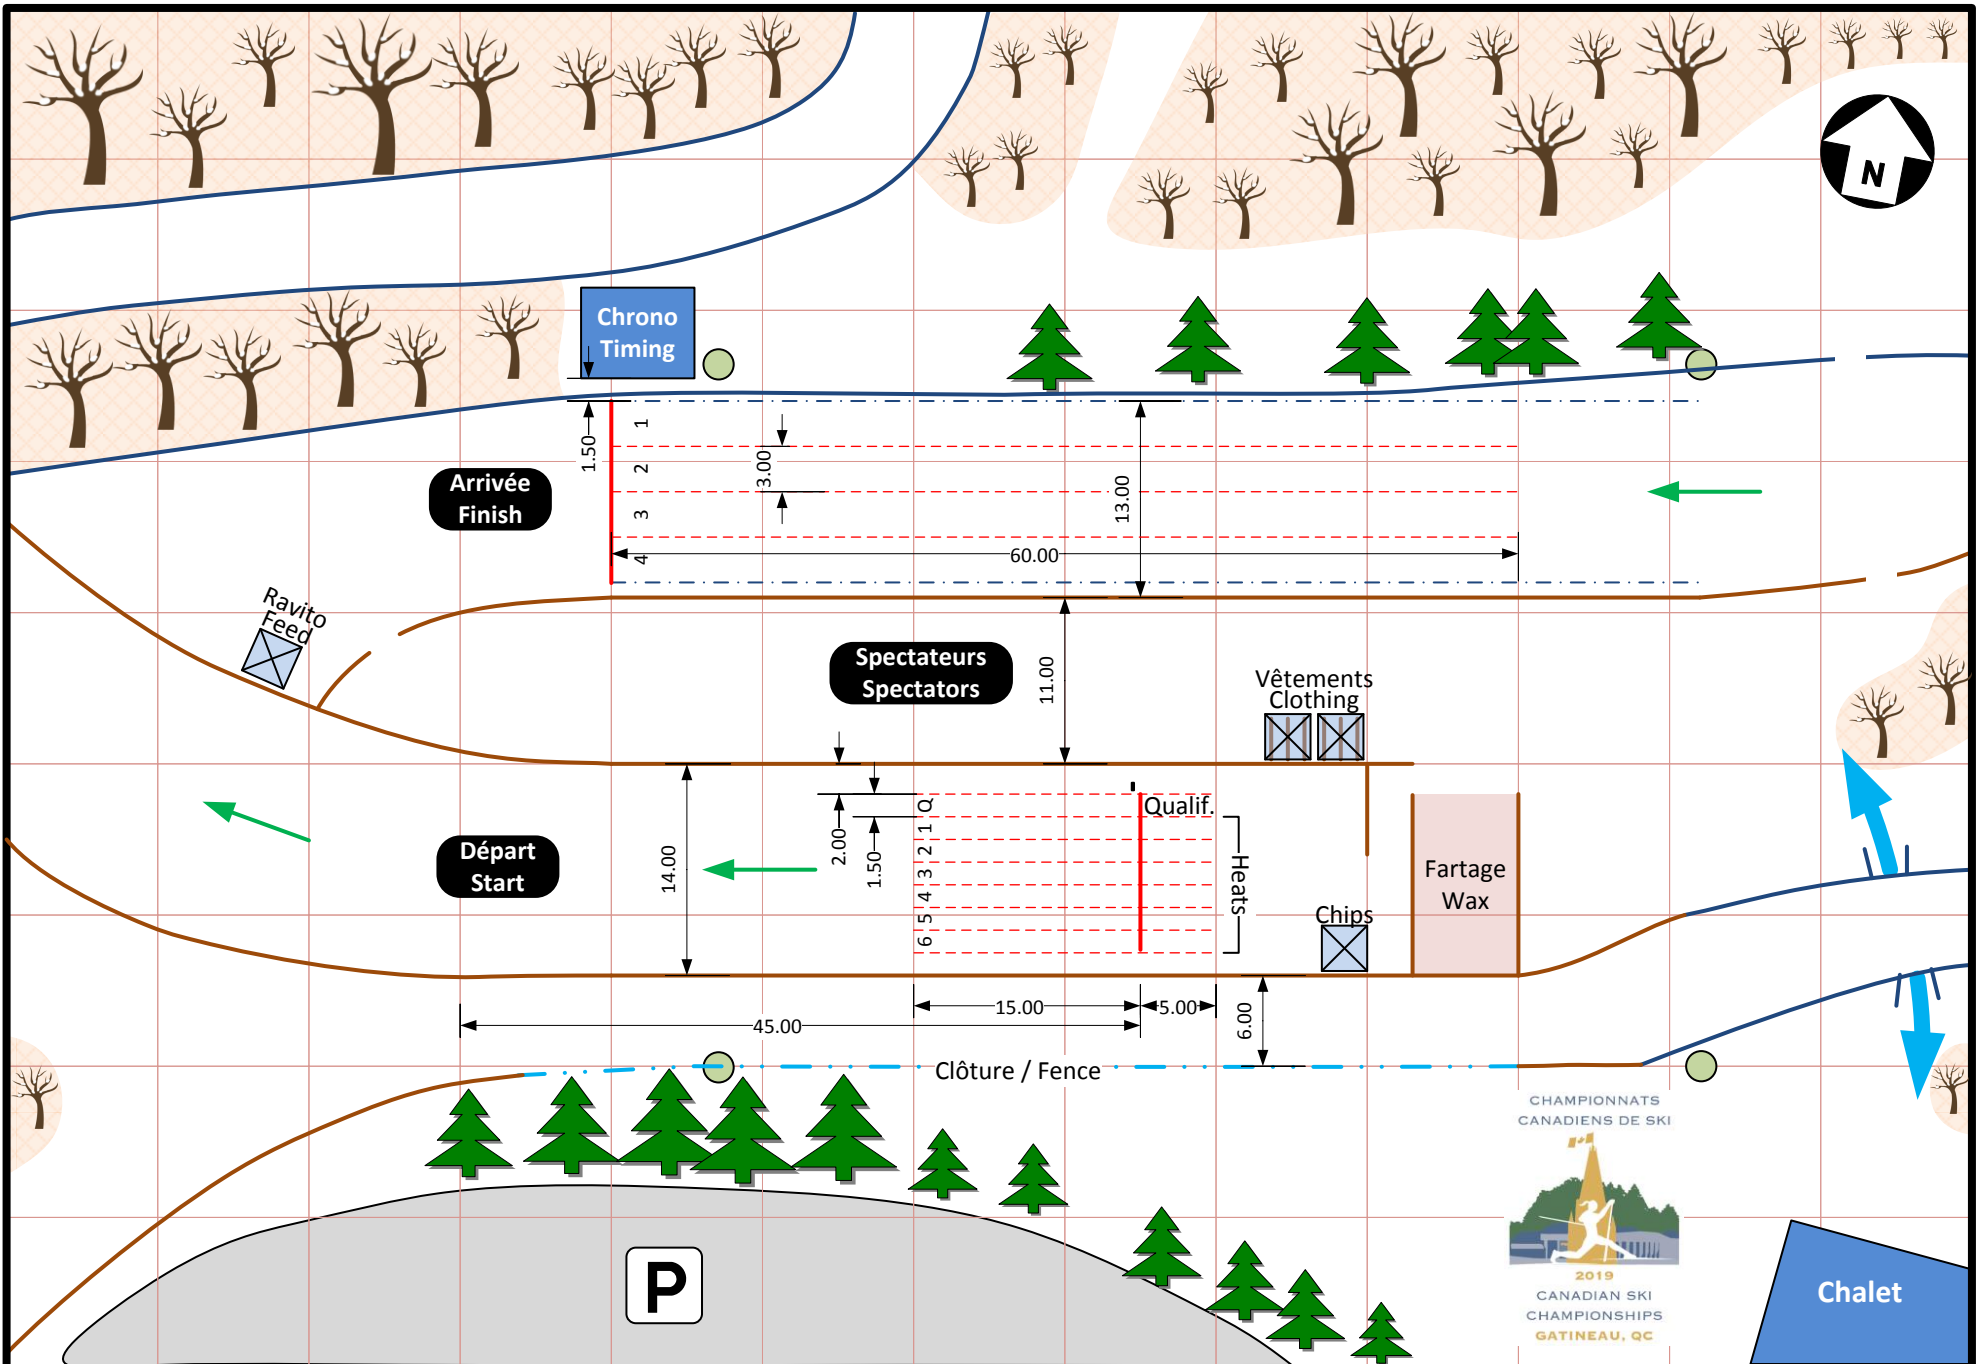 N
Chrono
Timing
1
2
3
4
1.50
3.00
13.00
60.00
Arrivée
Finish
Ravito
Feed
Spectateurs
Spectators
11.00
Vêtements
Clothing
Q
1
2
3
4
5
6
Qualif.
Heats
2.00
1.50
14.00
Départ
Start
Fartage
Wax
Chips
15.00
5.00
45.00
6.00
Clôture / Fence
CHAMPIONNATS
CANADIENS DE SKI
2019
CANADIAN SKI
CHAMPIONSHIPS
GATINEAU, QC
P
Chalet